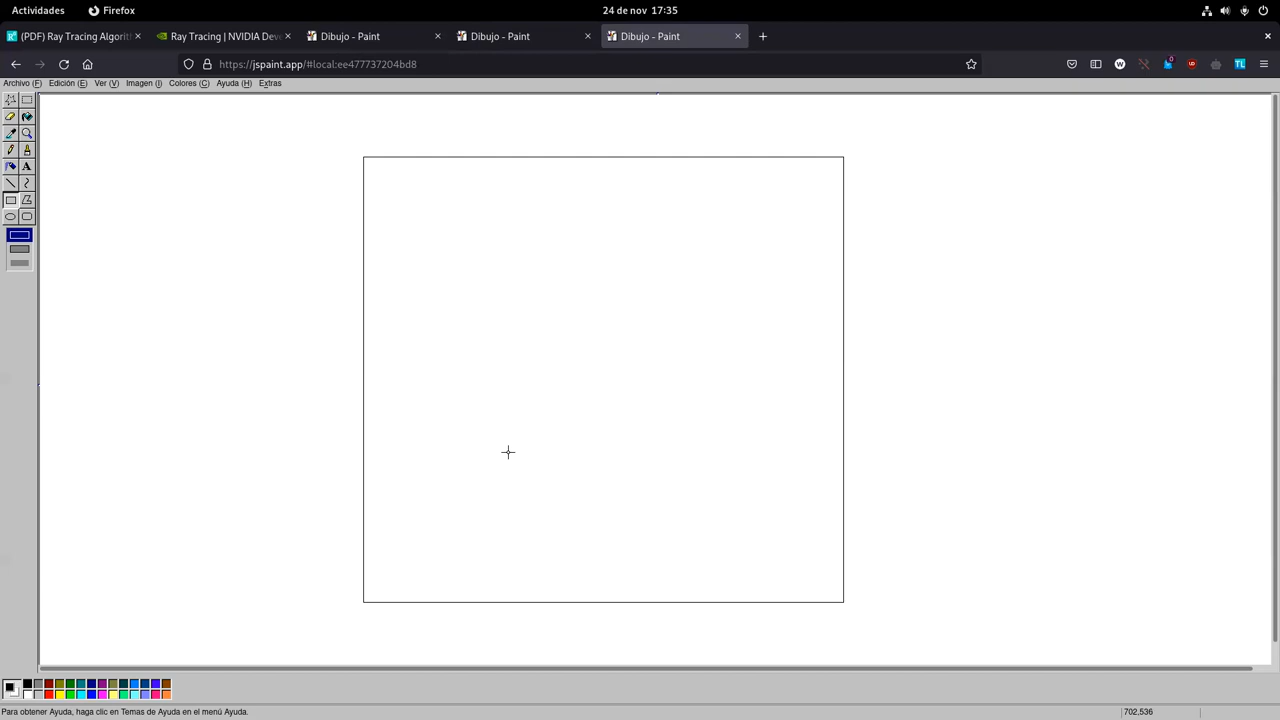 Actividades
Firefox
24 de nov 17:35
(PDF) Ray Tracing Algorit
Ray Tracing | NVIDIA Deve
Dibujo - Paint
Dibujo - Paint
Dibujo - Paint
https://jspaint.app/#local:ee477737204bd8
Archivo (F) Edición (E) Ver (V) Imagen (I) Colores (C) Ayuda (H) Extras
Para obtener Ayuda, haga clic en Temas de Ayuda en el menú Ayuda.
702,536